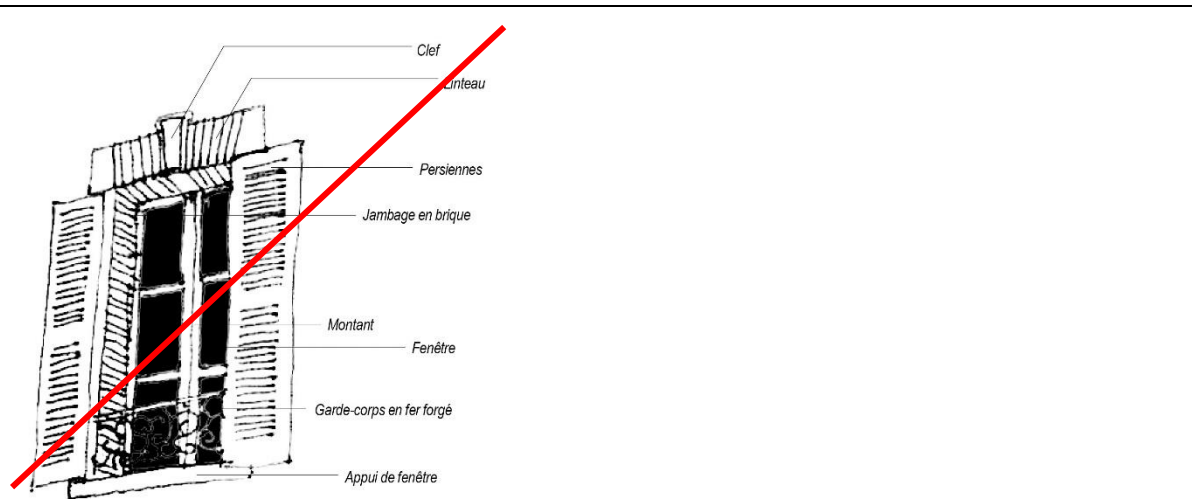 Clef
Linteau
Persiennes
Jambage en brique
Montant
Fenêtre
Garde-corps en fer forgé
Appui de fenêtre